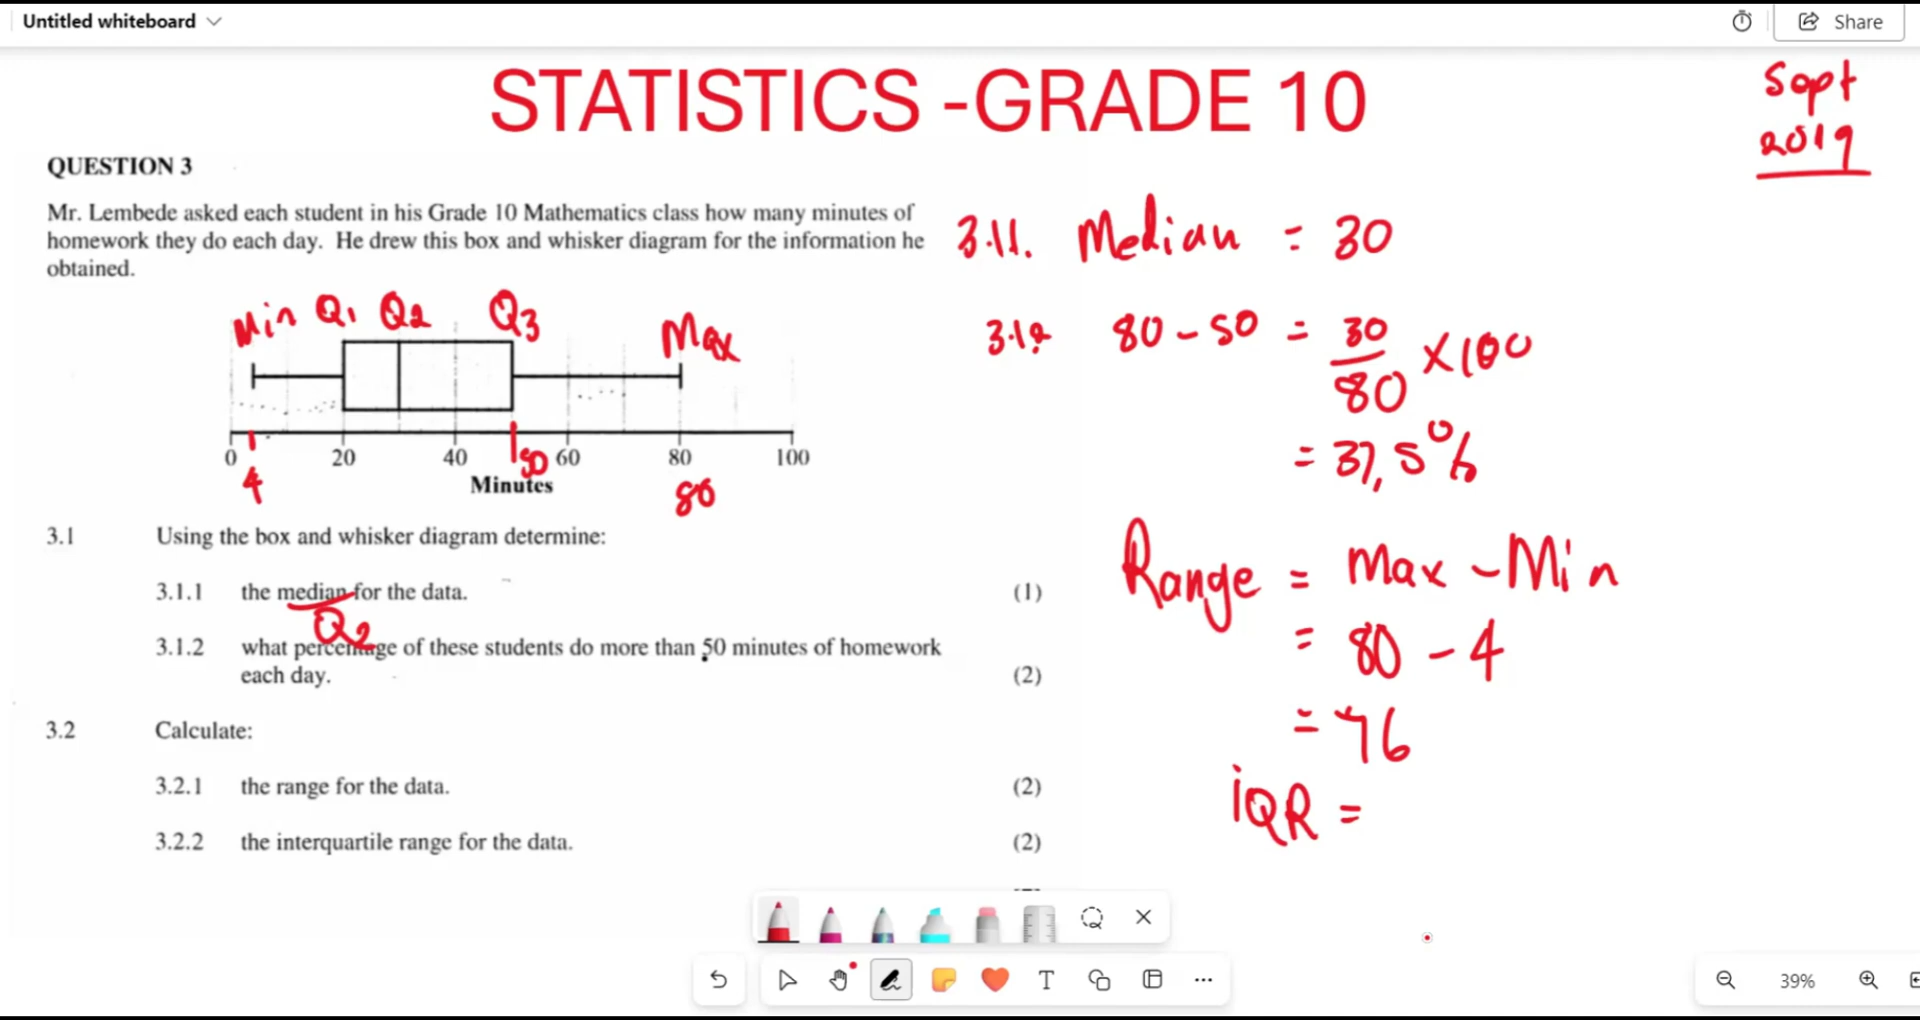 Untitled whiteboard
Share
STATISTICS -GRADE 10
Sept
2019
QUESTION 3
Mr. Lembede asked each student in his Grade 10 Mathematics class how many minutes of
homework they do each day. He drew this box and whisker diagram for the information he
obtained.
Min Q1 Q2 Q3 Max
0 20 40 60 80 100
4 50 80
Minutes
3.1 Using the box and whisker diagram determine:
3.1.1 the median for the data. (1)
Q2
3.1.2 what percentage of these students do more than 50 minutes of homework
each day. (2)
3.2 Calculate:
3.2.1 the range for the data. (2)
3.2.2 the interquartile range for the data. (2)
3.11. Median = 30
3.12 80 - 50 = 30/80 × 100
= 37,5%
Range = Max - Min
= 80 - 4
= 76
IQR =
39%